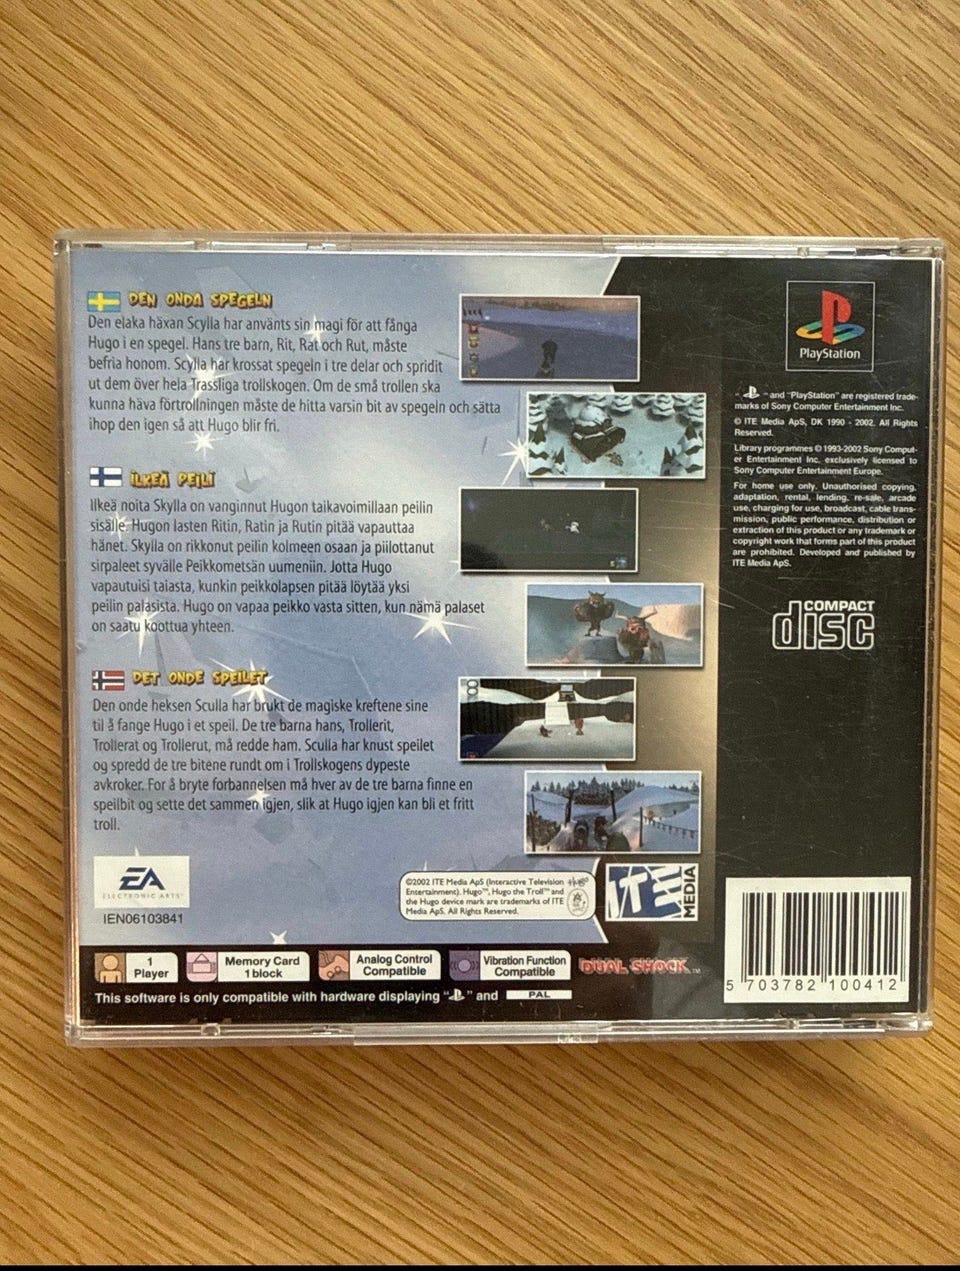 DEN ONDA SPEGELN
Den elaka häxan Scylla har använts sin magi för att fånga
Hugo i en spegel. Hans tre barn, Rit, Rat och Rut, måste
befria honom. Scylla har krossat spegeln i tre delar och spridit
ut dem över hela Trassliga trollskogen. Om de små trollen ska
kunna häva förtrollningen måste de hitta varsin bit av spegeln och sätta
ihop den igen så att Hugo blir fri.
ILKEÄ PEILI
Ilkeä noita Skylla on vanginnut Hugon taikavoimillaan peilin
sisälle. Hugon lasten Ritin, Ratin ja Rutin pitää vapauttaa
hänet. Skylla on rikkonut peilin kolmeen osaan ja piilottanut
sirpaleet syvälle Peikkometsän uumeniin. Jotta Hugo
vapautuisi taiasta, kunkin peikkolapsen pitää löytää yksi
peilin palasista. Hugo on vapaa peikko vasta sitten, kun nämä palaset
on saatu koottua yhteen.
DET ONDE SPEILET
Den onde heksen Sculla har brukt de magiske kreftene sine
til å fange Hugo i et speil. De tre barna hans, Trollerit,
Trollerat og Trollerut, må redde ham. Sculla har knust speilet
og spredd de tre bitene rundt om i Trollskogens dypeste
avkroker. For å bryte forbannelsen må hver av de tre barna finne en
speilbit og sette det sammen igjen, slik at Hugo igjen kan bli et fritt
troll.
PlayStation
" " and "PlayStation" are registered trade-
marks of Sony Computer Entertainment Inc.
© ITE Media ApS, DK 1990 - 2002. All Rights
Reserved.
Library programmes © 1993-2002 Sony Comput-
er Entertainment Inc. exclusively licensed to
Sony Computer Entertainment Europe.
For home use only. Unauthorised copying,
adaptation, rental, lending, re-sale, arcade
use, charging for use, broadcast, cable trans-
mission, public performance, distribution or
extraction of this product or any trademark or
copyright work that forms part of this product
are prohibited. Developed and published by
ITE Media ApS.
COMPACT
disc
EA
ELECTRONIC ARTS™
IEN06103841
©2002 ITE Media ApS (Interactive Television
Entertainment). Hugo™, Hugo the Troll™ and
the Hugo device mark are trademarks of ITE
Media ApS. All Rights Reserved.
ITE
MEDIA
1
Player
Memory Card
1 block
Analog Control
Compatible
Vibration Function
Compatible
DUAL SHOCK™
This software is only compatible with hardware displaying " " and PAL
5 703782 100412